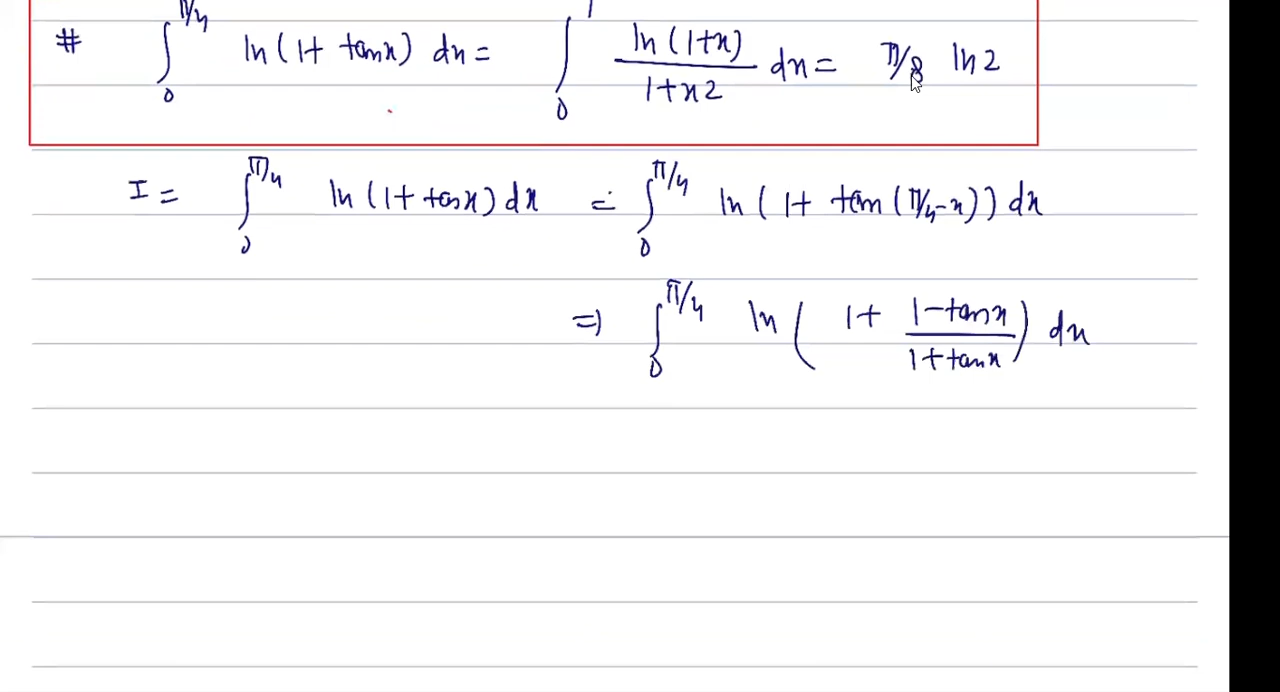 # ∫₀^π/4 ln(1+ tanx) dx = ∫₀^1 ln(1+x)/1+x2 dx = π/8 ln2
I = ∫₀^π/4 ln(1+ tanx) dx = ∫₀^π/4 ln(1+ tan(π/4-x)) dx
⇒ ∫₀^π/4 ln(1+ 1-tanx/1+tanx) dx